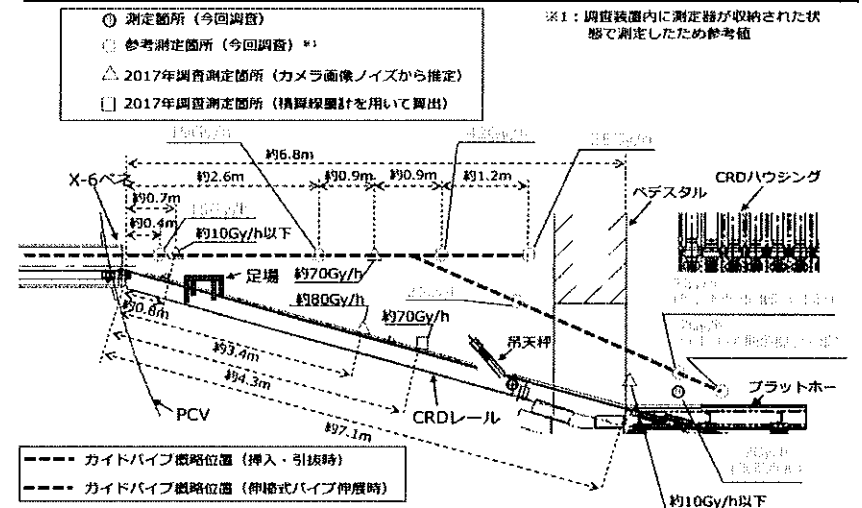 測定箇所（今回調査）
参考測定箇所（今回調査）※1
2017年調査測定箇所（カメラ画像ノイズから推定）
2017年調査測定箇所（積算線量計を用いて算出）
※1：調査装置内に測定器が収納された状
態で測定したため参考値
約6.8m
X-6ペネ
約2.6m
約0.9m
約0.9m
約1.2m
CRDハウジング
ペデスタル
約0.7m
約0.4m
約10Gy/h以下
足場
約70Gy/h
約80Gy/h
約70Gy/h
吊天秤
約0.8m
約3.4m
約4.3m
プラットホー
CRDレール
PCV
約7.1m
ガイドパイプ概略位置（挿入・引抜時）
ガイドパイプ概略位置（伸縮式パイプ伸展時）
約10Gy/h以下